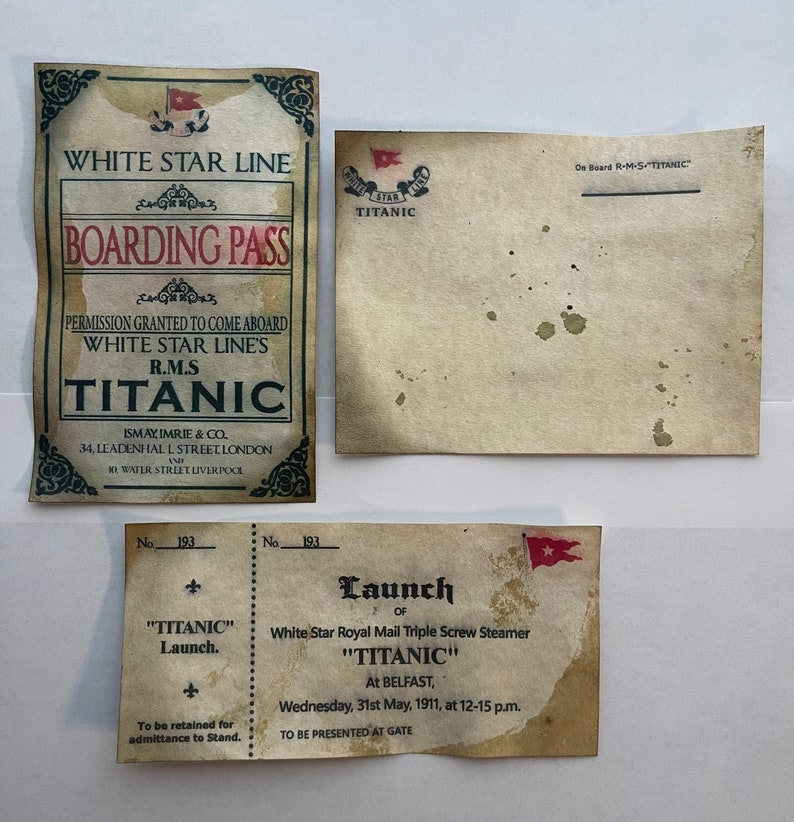 WHITE STAR LINE
BOARDING PASS
PERMISSION GRANTED TO COME ABOARD
WHITE STAR LINE'S
R.M.S
TITANIC
ISMAY, IMRIE & CO.,
34, LEADENHAL L STREET, LONDON
AND
10, WATER STREET, LIVERPOOL
WHITE STAR LINE
TITANIC
On Board R•M•S•"TITANIC."
No. 193
"TITANIC"
Launch.
To be retained for
admittance to Stand.
No. 193
Launch
OF
White Star Royal Mail Triple Screw Steamer
"TITANIC"
At BELFAST,
Wednesday, 31st May, 1911, at 12-15 p.m.
TO BE PRESENTED AT GATE